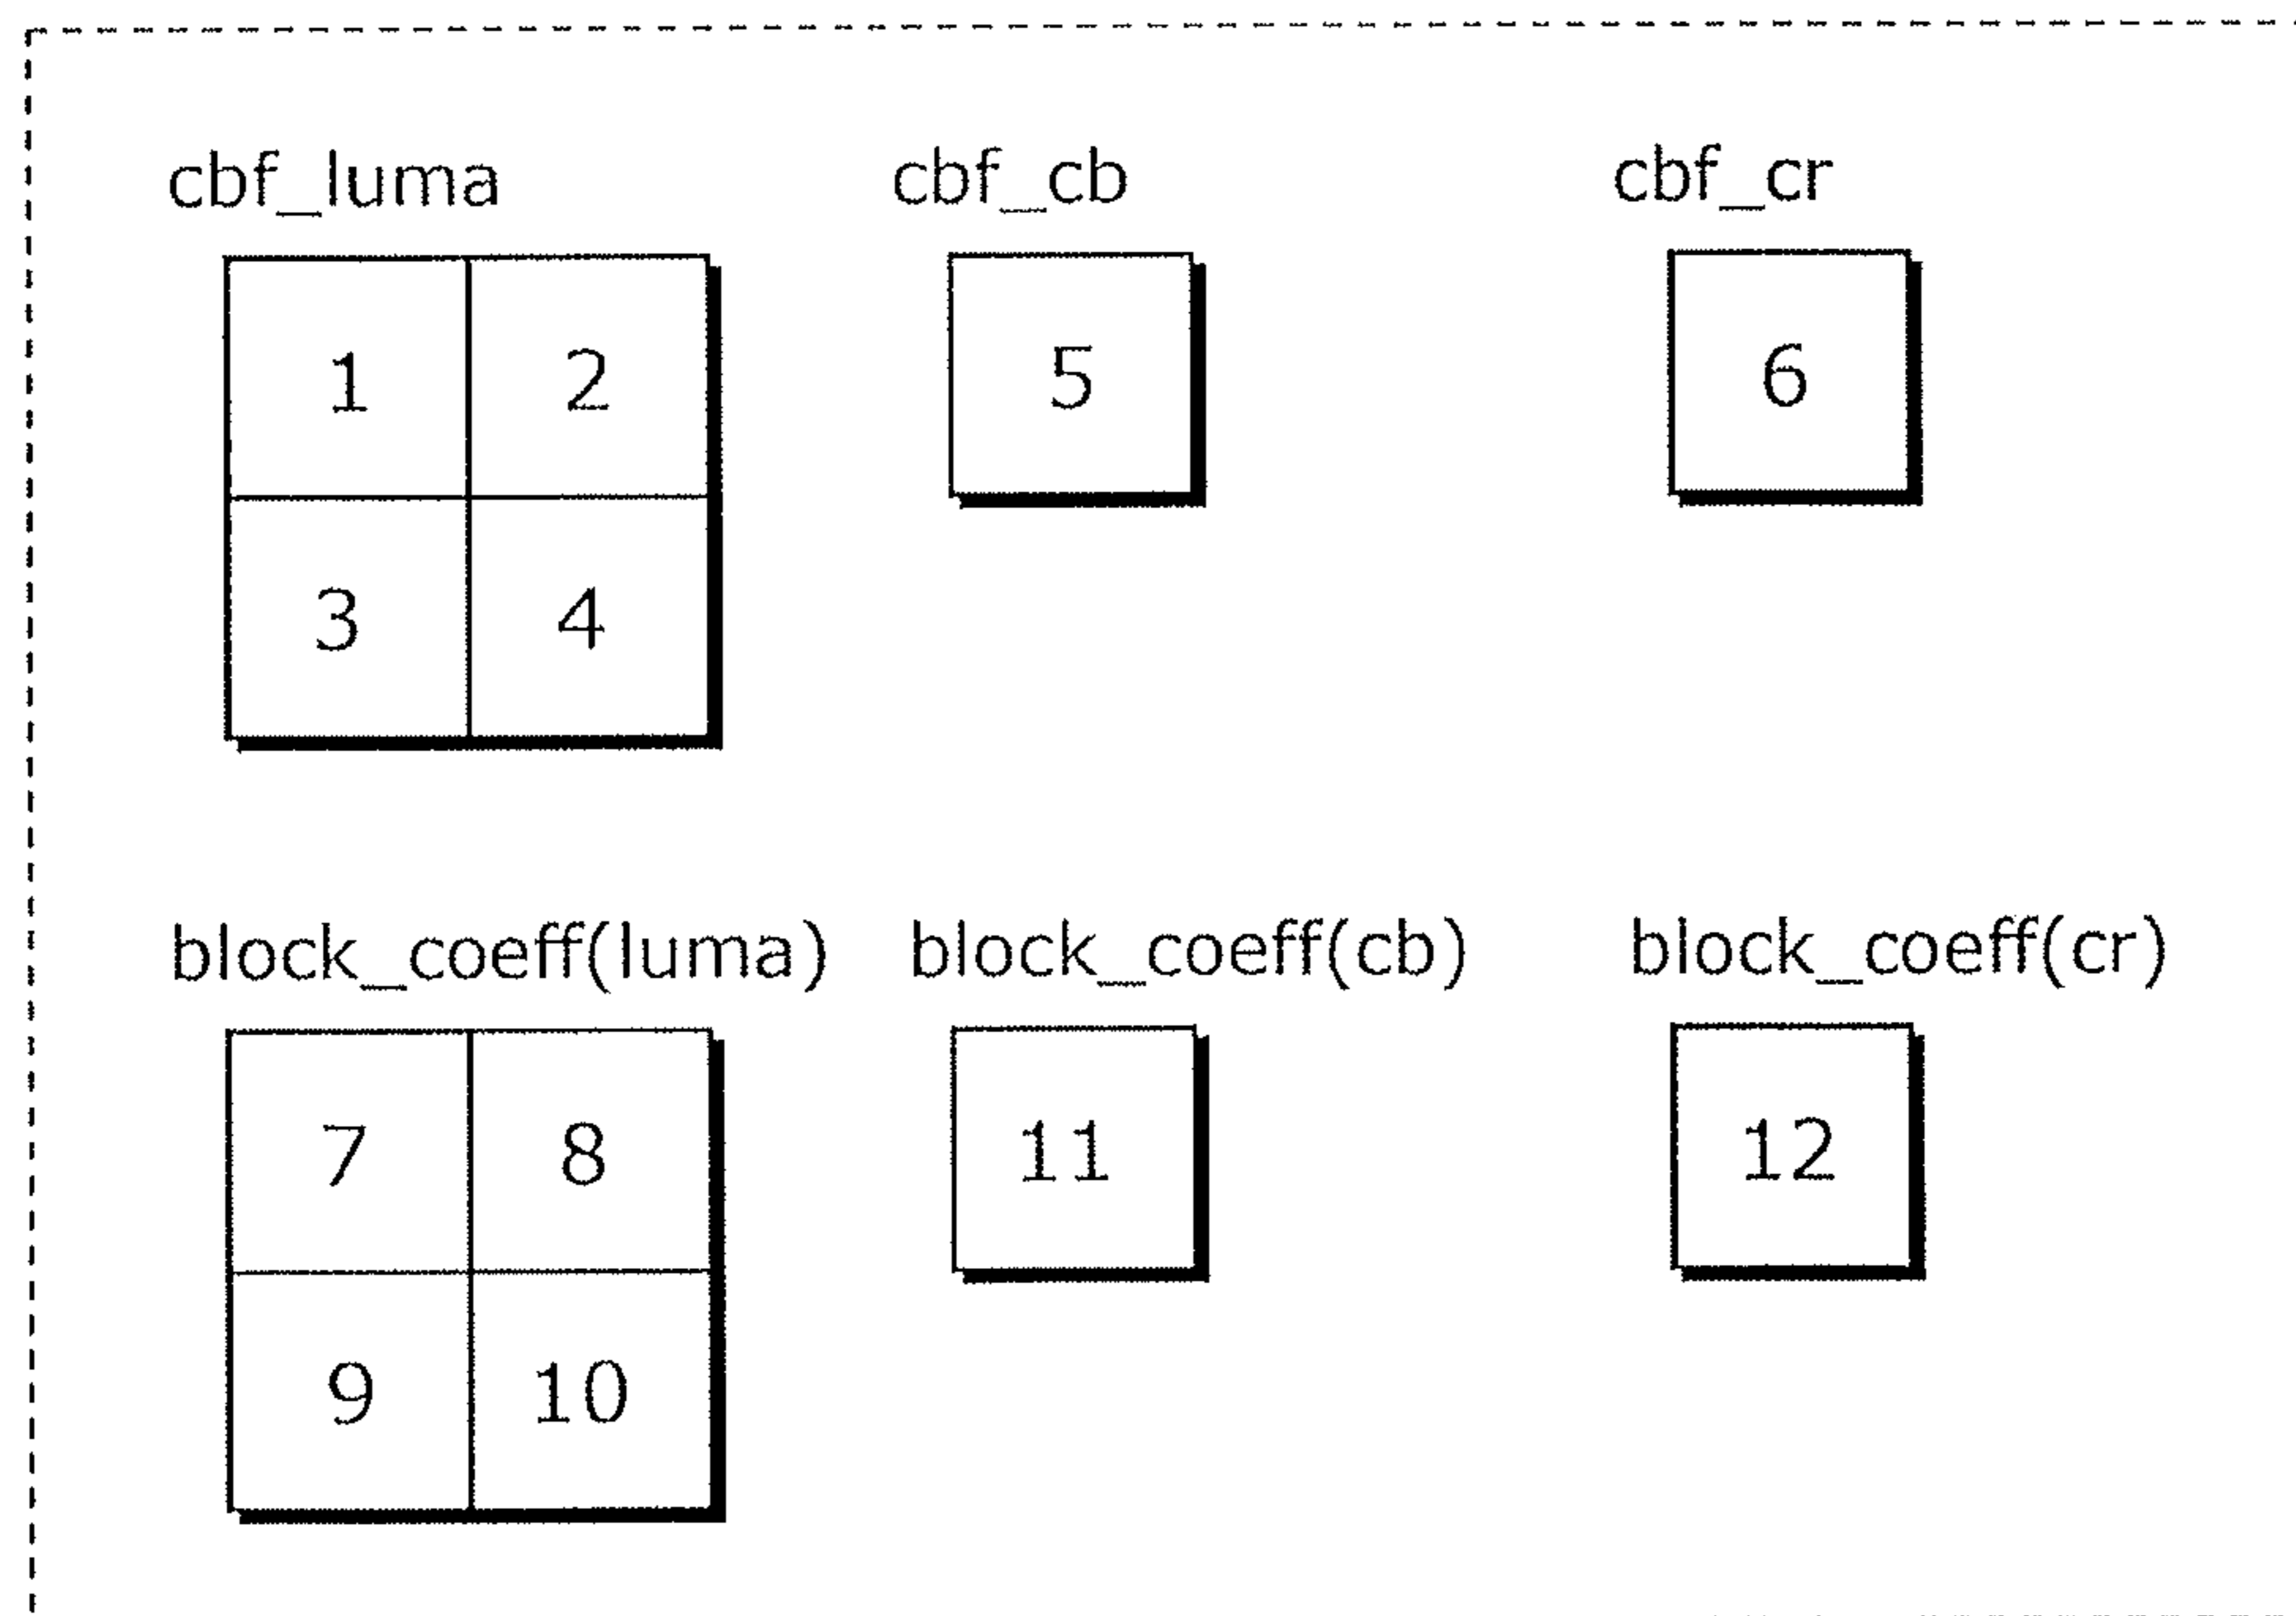 cbf_luma cbf_cb cbf_cr
1 2 5 6
3 4
block_coeff(luma) block_coeff(cb) block_coeff(cr)
7 8 11 12
9 10